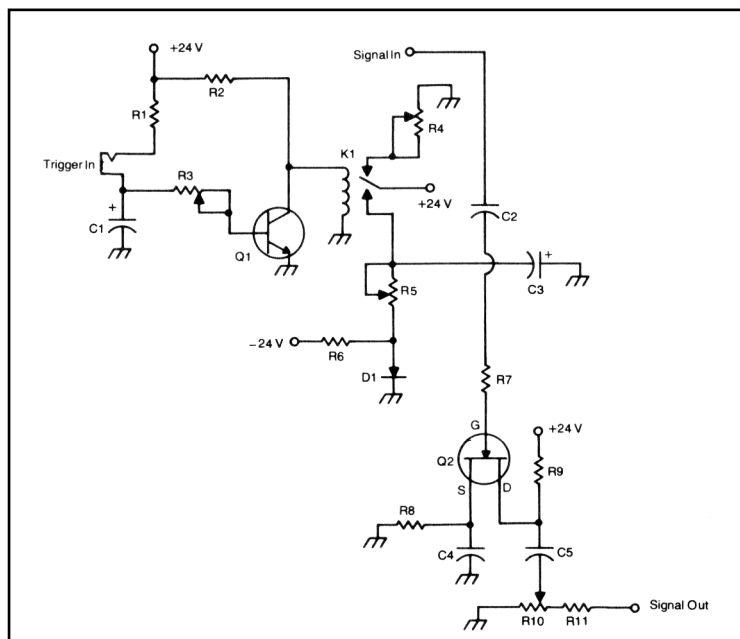 +24 V
Signal In
R2
R1
R4
K1
Trigger In
R3
+24 V
+
C1
C2
Q1
+
C3
R5
−24 V
R6
D1
R7
G
+24 V
Q2
R9
S
D
R8
C4
C5
Signal Out
R10
R11